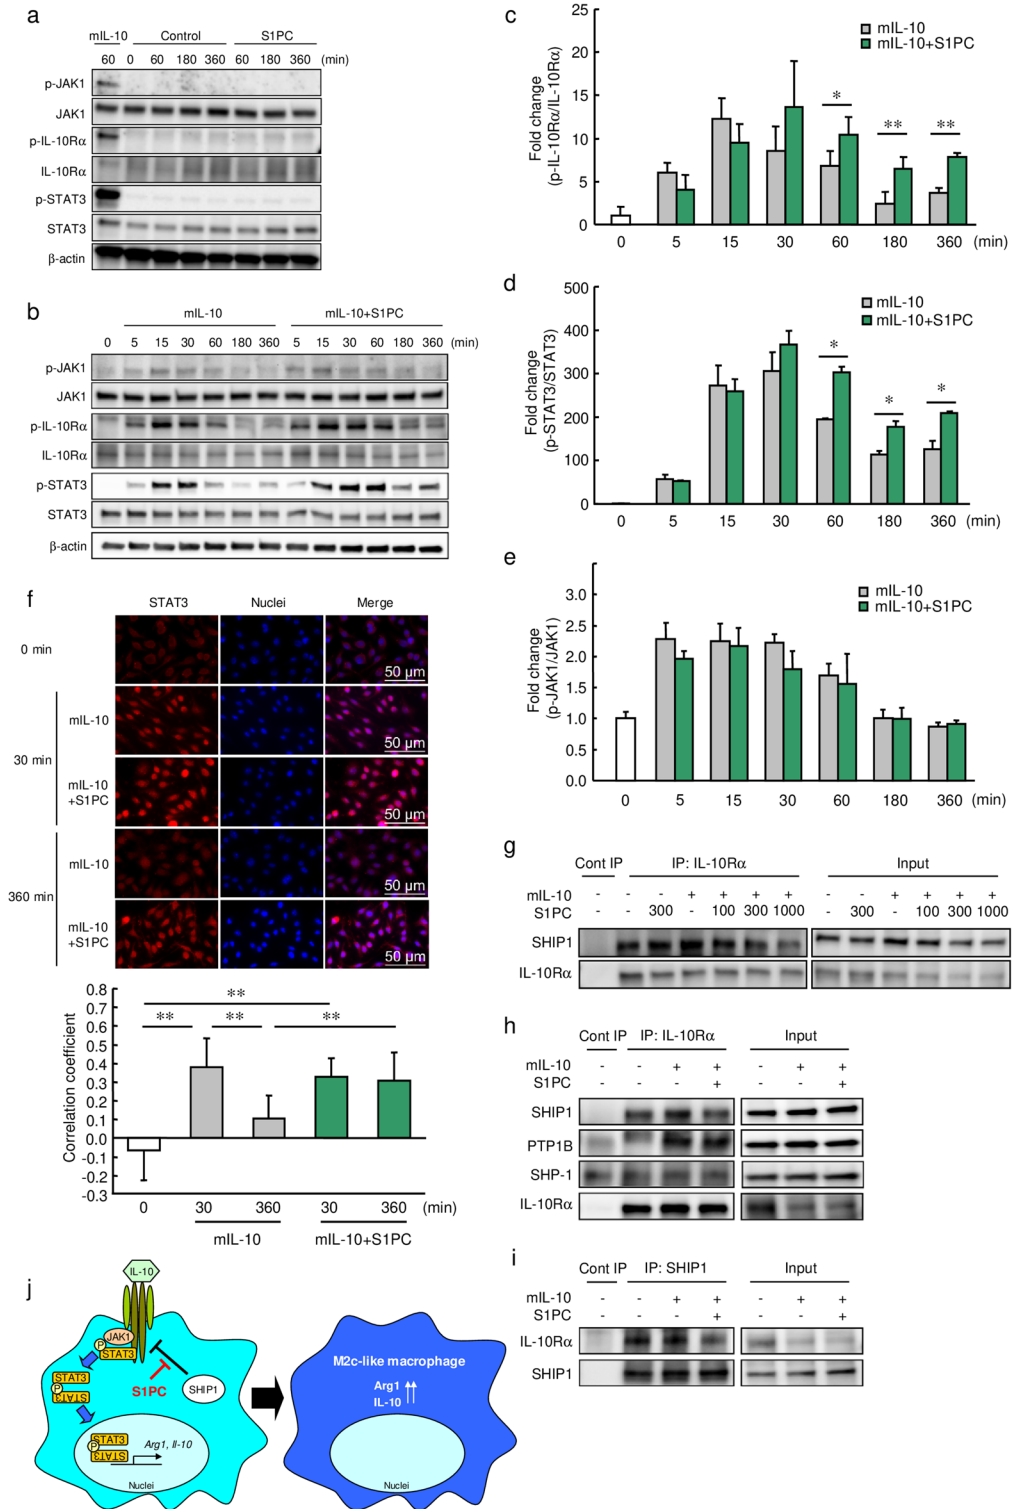 a
mIL-10 Control S1PC
60 0 60 180 360 60 180 360 (min)
p-JAK1
JAK1
p-IL-10Rα
IL-10Rα
p-STAT3
STAT3
β-actin
b
mIL-10 mIL-10+S1PC
0 5 15 30 60 180 360 5 15 30 60 180 360 (min)
p-JAK1
JAK1
p-IL-10Rα
IL-10Rα
p-STAT3
STAT3
β-actin
c
Fold change
(p-IL-10Rα/IL-10Rα)
25
20
15
10
5
0
mIL-10
mIL-10+S1PC
* ** **
0 5 15 30 60 180 360 (min)
d
Fold change
(p-STAT3/STAT3)
500
400
300
200
100
0
mIL-10
mIL-10+S1PC
* * *
0 5 15 30 60 180 360 (min)
e
Fold change
(p-JAK1/JAK1)
3.0
2.5
2.0
1.5
1.0
0.5
0.0
mIL-10
mIL-10+S1PC
0 5 15 30 60 180 360 (min)
f
STAT3 Nuclei Merge
0 min
50 µm
30 min
mIL-10
50 µm
mIL-10
+S1PC
50 µm
360 min
mIL-10
50 µm
mIL-10
+S1PC
50 µm
Correlation coefficient
0.8
0.7
0.6
0.5
0.4
0.3
0.2
0.1
0.0
-0.1
-0.2
-0.3
**
** ** **
0 30 360 30 360 (min)
mIL-10 mIL-10+S1PC
g
Cont IP IP: IL-10Rα Input
mIL-10 - - - + + + + - - + + + +
S1PC - - 300 - 100 300 1000 - 300 - 100 300 1000
SHIP1
IL-10Rα
h
Cont IP IP: IL-10Rα Input
mIL-10 - - + + - + +
S1PC - - - + - - +
SHIP1
PTP1B
SHP-1
IL-10Rα
i
Cont IP IP: SHIP1 Input
mIL-10 - - + + - + +
S1PC - - - + - - +
IL-10Rα
SHIP1
j
IL-10
JAK1
P
STAT3
STAT3
P
STAT3
S1PC
SHIP1
STAT3
P
STAT3
Arg1, Il-10
Nuclei
M2c-like macrophage
Arg1
IL-10
Nuclei